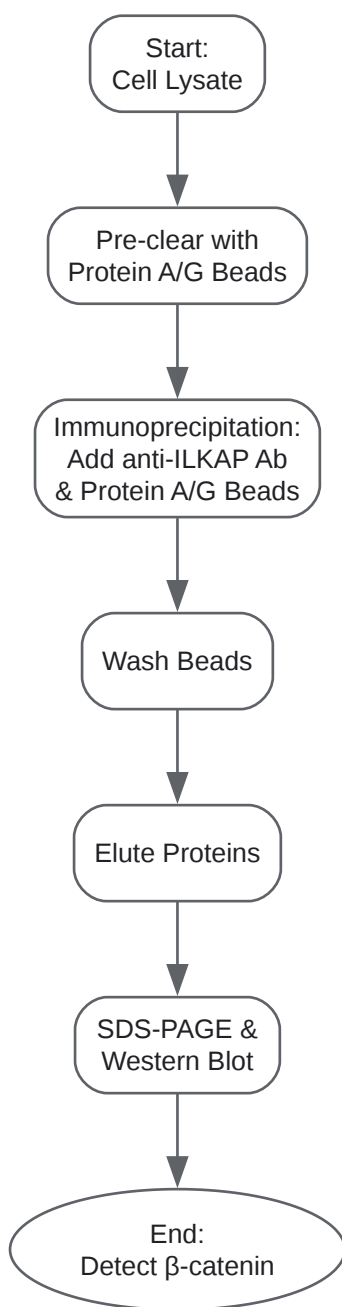 Start:
Cell Lysate
Pre-clear with
Protein A/G Beads
Immunoprecipitation:
Add anti-ILKAP Ab
& Protein A/G Beads
Wash Beads
Elute Proteins
SDS-PAGE &
Western Blot
End:
Detect β-catenin